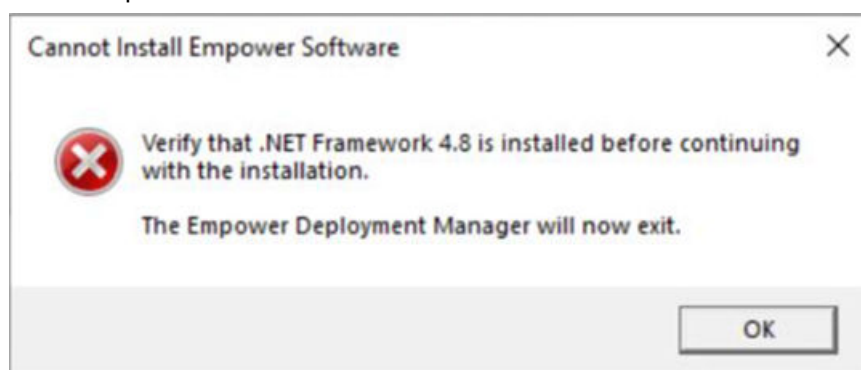 Cannot Install Empower Software
Verify that .NET Framework 4.8 is installed before continuing
with the installation.
The Empower Deployment Manager will now exit.
OK